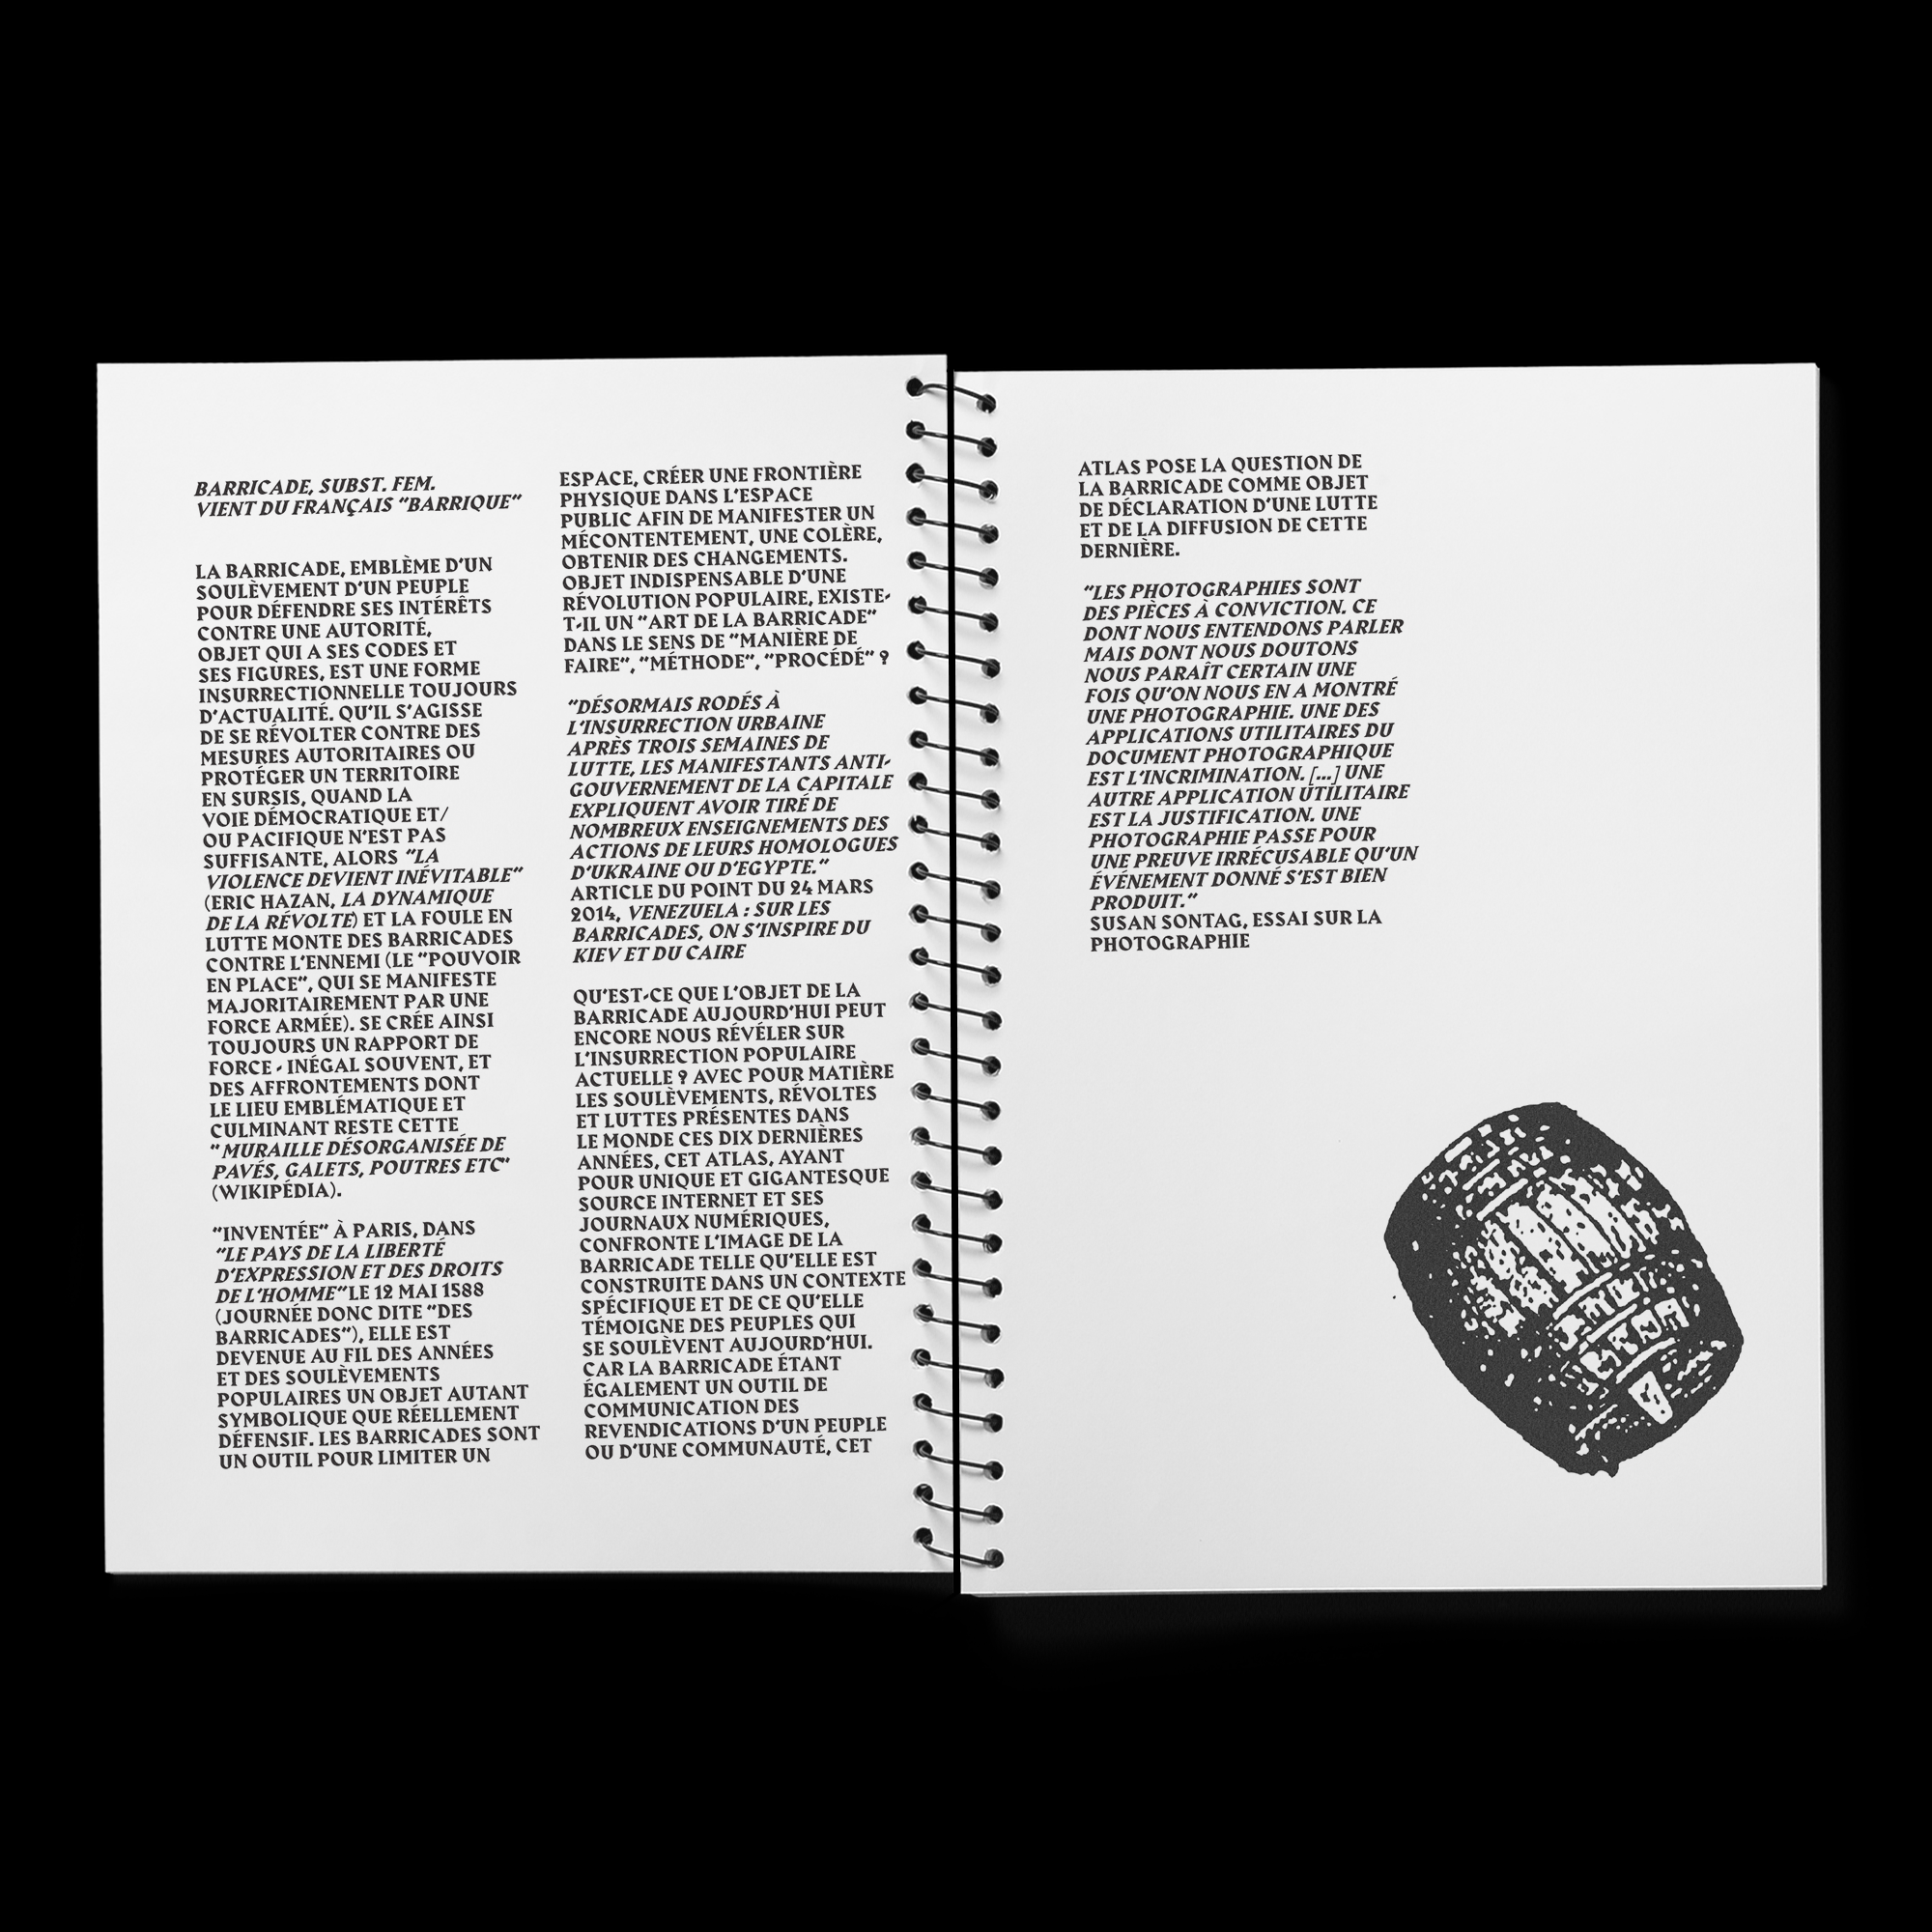 BARRICADE, SUBST. FEM.
VIENT DU FRANÇAIS "BARRIQUE"
LA BARRICADE, EMBLÈME D'UN
SOULÈVEMENT D'UN PEUPLE
POUR DÉFENDRE SES INTÉRÊTS
CONTRE UNE AUTORITÉ,
OBJET QUI A SES CODES ET
SES FIGURES, EST UNE FORME
INSURRECTIONNELLE TOUJOURS
D'ACTUALITÉ. QU'IL S'AGISSE
DE SE RÉVOLTER CONTRE DES
MESURES AUTORITAIRES OU
PROTÉGER UN TERRITOIRE
EN SURSIS, QUAND LA
VOIE DÉMOCRATIQUE ET/
OU PACIFIQUE N'EST PAS
SUFFISANTE, ALORS "LA
VIOLENCE DEVIENT INÉVITABLE"
(ERIC HAZAN, LA DYNAMIQUE
DE LA RÉVOLTE) ET LA FOULE EN
LUTTE MONTE DES BARRICADES
CONTRE L'ENNEMI (LE "POUVOIR
EN PLACE", QUI SE MANIFESTE
MAJORITAIREMENT PAR UNE
FORCE ARMÉE). SE CRÉE AINSI
TOUJOURS UN RAPPORT DE
FORCE - INÉGAL SOUVENT, ET
DES AFFRONTEMENTS DONT
LE LIEU EMBLÉMATIQUE ET
CULMINANT RESTE CETTE
" MURAILLE DÉSORGANISÉE DE
PAVÉS, GALETS, POUTRES ETC"
(WIKIPÉDIA).
"INVENTÉE" À PARIS, DANS
"LE PAYS DE LA LIBERTÉ
D'EXPRESSION ET DES DROITS
DE L'HOMME"LE 12 MAI 1588
(JOURNÉE DONC DITE "DES
BARRICADES"), ELLE EST
DEVENUE AU FIL DES ANNÉES
ET DES SOULÈVEMENTS
POPULAIRES UN OBJET AUTANT
SYMBOLIQUE QUE RÉELLEMENT
DÉFENSIF. LES BARRICADES SONT
UN OUTIL POUR LIMITER UN
ESPACE, CRÉER UNE FRONTIÈRE
PHYSIQUE DANS L'ESPACE
PUBLIC AFIN DE MANIFESTER UN
MÉCONTENTEMENT, UNE COLÈRE,
OBTENIR DES CHANGEMENTS.
OBJET INDISPENSABLE D'UNE
RÉVOLUTION POPULAIRE, EXISTE-
T-IL UN "ART DE LA BARRICADE"
DANS LE SENS DE "MANIÈRE DE
FAIRE", "MÉTHODE", "PROCÉDÉ" ?
"DÉSORMAIS RODÉS À
L'INSURRECTION URBAINE
APRÈS TROIS SEMAINES DE
LUTTE, LES MANIFESTANTS ANTI-
GOUVERNEMENT DE LA CAPITALE
EXPLIQUENT AVOIR TIRÉ DE
NOMBREUX ENSEIGNEMENTS DES
ACTIONS DE LEURS HOMOLOGUES
D'UKRAINE OU D'EGYPTE."
ARTICLE DU POINT DU 24 MARS
2014, VENEZUELA : SUR LES
BARRICADES, ON S'INSPIRE DU
KIEV ET DU CAIRE
QU'EST-CE QUE L'OBJET DE LA
BARRICADE AUJOURD'HUI PEUT
ENCORE NOUS RÉVÉLER SUR
L'INSURRECTION POPULAIRE
ACTUELLE ? AVEC POUR MATIÈRE
LES SOULÈVEMENTS, RÉVOLTES
ET LUTTES PRÉSENTES DANS
LE MONDE CES DIX DERNIÈRES
ANNÉES, CET ATLAS, AYANT
POUR UNIQUE ET GIGANTESQUE
SOURCE INTERNET ET SES
JOURNAUX NUMÉRIQUES,
CONFRONTE L'IMAGE DE LA
BARRICADE TELLE QU'ELLE EST
CONSTRUITE DANS UN CONTEXTE
SPÉCIFIQUE ET DE CE QU'ELLE
TÉMOIGNE DES PEUPLES QUI
SE SOULÈVENT AUJOURD'HUI.
CAR LA BARRICADE ÉTANT
ÉGALEMENT UN OUTIL DE
COMMUNICATION DES
REVENDICATIONS D'UN PEUPLE
OU D'UNE COMMUNAUTÉ, CET
ATLAS POSE LA QUESTION DE
LA BARRICADE COMME OBJET
DE DÉCLARATION D'UNE LUTTE
ET DE LA DIFFUSION DE CETTE
DERNIÈRE.
"LES PHOTOGRAPHIES SONT
DES PIÈCES À CONVICTION. CE
DONT NOUS ENTENDONS PARLER
MAIS DONT NOUS DOUTONS
NOUS PARAÎT CERTAIN UNE
FOIS QU'ON NOUS EN A MONTRÉ
UNE PHOTOGRAPHIE. UNE DES
APPLICATIONS UTILITAIRES DU
DOCUMENT PHOTOGRAPHIQUE
EST L'INCRIMINATION. [...] UNE
AUTRE APPLICATION UTILITAIRE
EST LA JUSTIFICATION. UNE
PHOTOGRAPHIE PASSE POUR
UNE PREUVE IRRÉCUSABLE QU'UN
ÉVÉNEMENT DONNÉ S'EST BIEN
PRODUIT."
SUSAN SONTAG, ESSAI SUR LA
PHOTOGRAPHIE